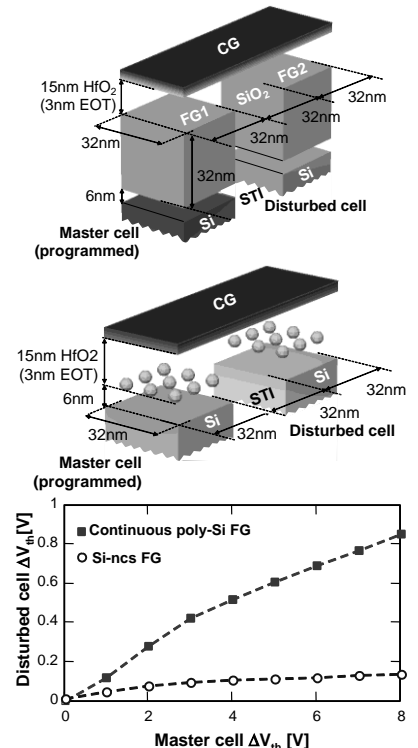 CG
15nm HfO₂
(3nm EOT)
FG2
SiO₂
FG1
32nm
32nm
32nm
32nm
6nm
Si
STI
Si
Disturbed cell
Master cell
(programmed)
CG
15nm HfO2
(3nm EOT)
6nm
32nm
Si
STI
Si
32nm
32nm
Disturbed cell
Master cell
(programmed)
Disturbed cell ΔVth[V]
1
0.8
0.6
0.4
0.2
0
Continuous poly-Si FG
Si-ncs FG
0 2 4 6 8
Master cell ΔVth [V]